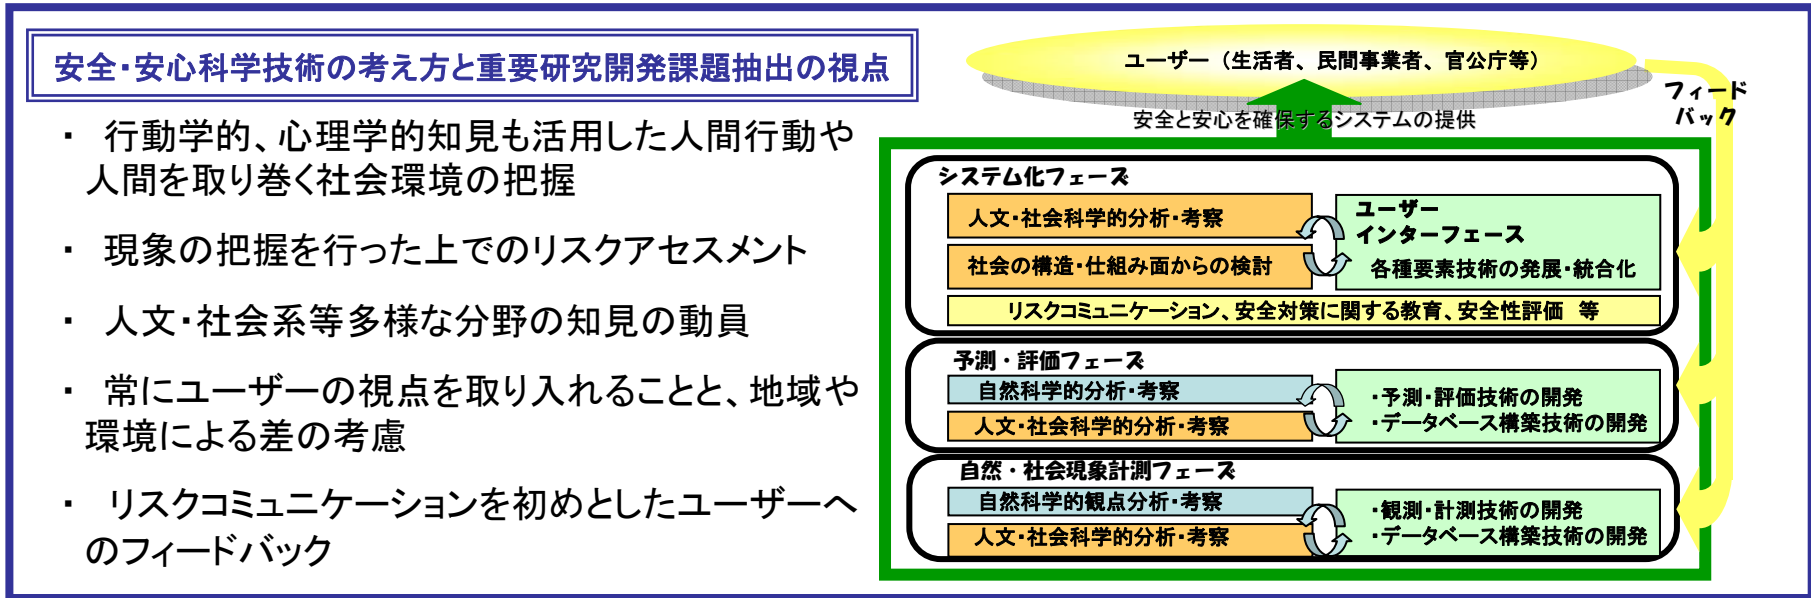 安全・安心科学技術の考え方と重要研究開発課題抽出の視点
・ 行動学的、心理学的知見も活用した人間行動や
人間を取り巻く社会環境の把握
・ 現象の把握を行った上でのリスクアセスメント
・ 人文・社会系等多様な分野の知見の動員
・ 常にユーザーの視点を取り入れることと、地域や
環境による差の考慮
・ リスクコミュニケーションを初めとしたユーザーへ
のフィードバック
ユーザー（生活者、民間事業者、官公庁等）
フィード
バック
安全と安心を確保するシステムの提供
システム化フェーズ
人文・社会科学的分析・考察
社会の構造・仕組み面からの検討
ユーザー
インターフェース
各種要素技術の発展・統合化
リスクコミュニケーション、安全対策に関する教育、安全性評価 等
予測・評価フェーズ
自然科学的分析・考察
人文・社会科学的分析・考察
・予測・評価技術の開発
・データベース構築技術の開発
自然・社会現象計測フェーズ
自然科学的観点分析・考察
人文・社会科学的分析・考察
・観測・計測技術の開発
・データベース構築技術の開発